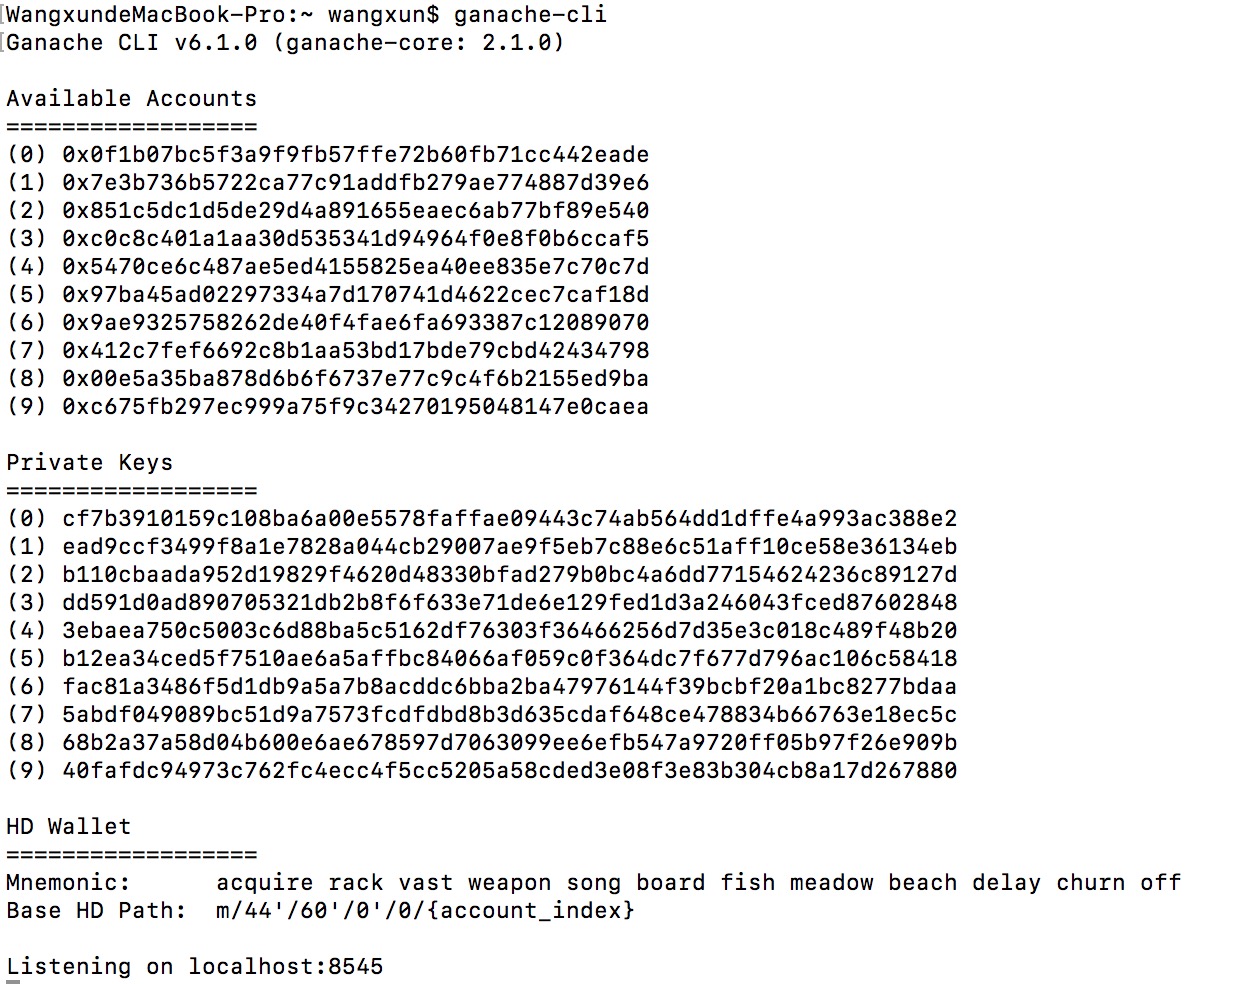 WangxundeMacBook-Pro:~ wangxun$ ganache-cli
Ganache CLI v6.1.0 (ganache-core: 2.1.0)
Available Accounts
==================
(0) 0x0f1b07bc5f3a9f9fb57ffe72b60fb71cc442eade
(1) 0x7e3b736b5722ca77c91addfb279ae774887d39e6
(2) 0x851c5dc1d5de29d4a891655eaec6ab77bf89e540
(3) 0xc0c8c401a1aa30d535341d94964f0e8f0b6ccaf5
(4) 0x5470ce6c487ae5ed4155825ea40ee835e7c70c7d
(5) 0x97ba45ad02297334a7d170741d4622cec7caf18d
(6) 0x9ae9325758262de40f4fae6fa693387c12089070
(7) 0x412c7fef6692c8b1aa53bd17bde79cbd42434798
(8) 0x00e5a35ba878d6b6f6737e77c9c4f6b2155ed9ba
(9) 0xc675fb297ec999a75f9c34270195048147e0caea
Private Keys
==================
(0) cf7b3910159c108ba6a00e5578faffae09443c74ab564dd1dffe4a993ac388e2
(1) ead9ccf3499f8a1e7828a044cb29007ae9f5eb7c88e6c51aff10ce58e36134eb
(2) b110cbaada952d19829f4620d48330bfad279b0bc4a6dd77154624236c89127d
(3) dd591d0ad890705321db2b8f6f633e71de6e129fed1d3a246043fced87602848
(4) 3ebaea750c5003c6d88ba5c5162df76303f36466256d7d35e3c018c489f48b20
(5) b12ea34ced5f7510ae6a5affbc84066af059c0f364dc7f677d796ac106c58418
(6) fac81a3486f5d1db9a5a7b8acddc6bba2ba47976144f39bcbf20a1bc8277bdaa
(7) 5abdf049089bc51d9a7573fcdfdbd8b3d635cdaf648ce478834b66763e18ec5c
(8) 68b2a37a58d04b600e6ae678597d7063099ee6efb547a9720ff05b97f26e909b
(9) 40fafdc94973c762fc4ecc4f5cc5205a58cded3e08f3e83b304cb8a17d267880
HD Wallet
==================
Mnemonic:      acquire rack vast weapon song board fish meadow beach delay churn off
Base HD Path:  m/44'/60'/0'/0/{account_index}
Listening on localhost:8545